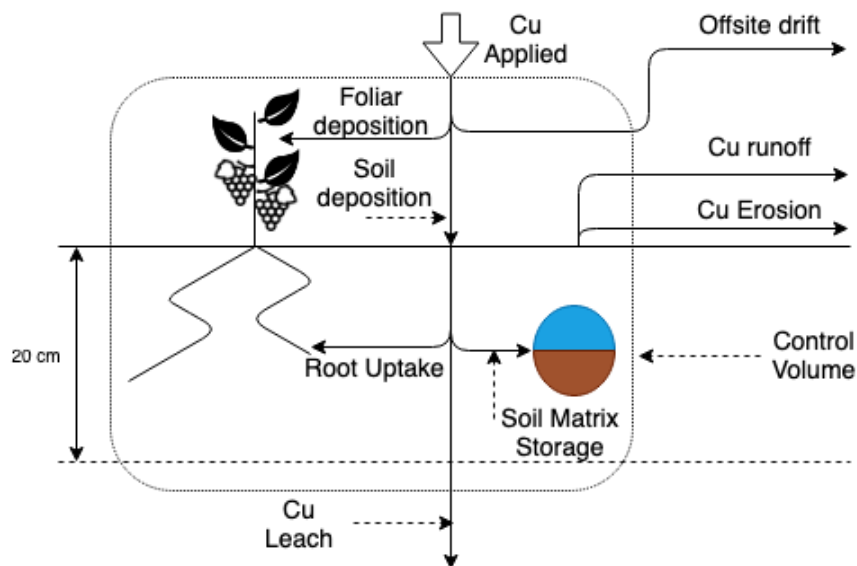 Cu
Applied
Offsite drift
Foliar
deposition
Soil
deposition
Cu runoff
Cu Erosion
20 cm
Root Uptake
Control
Volume
Soil Matrix
Storage
Cu
Leach